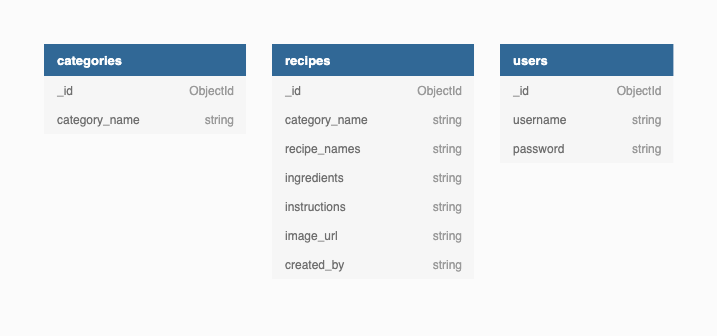 categories
_id ObjectId
category_name string
recipes
_id ObjectId
category_name string
recipe_names string
ingredients string
instructions string
image_url string
created_by string
users
_id ObjectId
username string
password string